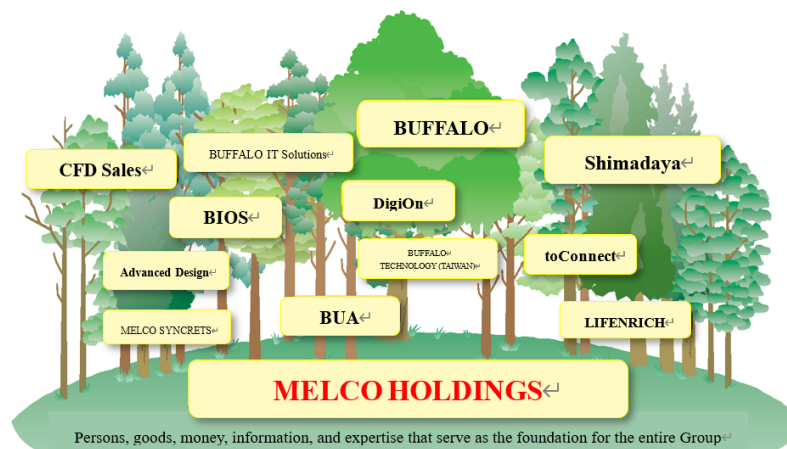 BUFFALO
BUFFALO IT Solutions
CFD Sales
Shimadaya
DigiOn
BIOS
BUFFALO
TECHNOLOGY (TAIWAN)
toConnect
Advanced Design
BUA
LIFENRICH
MELCO SYNCRETS
MELCO HOLDINGS
Persons, goods, money, information, and expertise that serve as the foundation for the entire Group